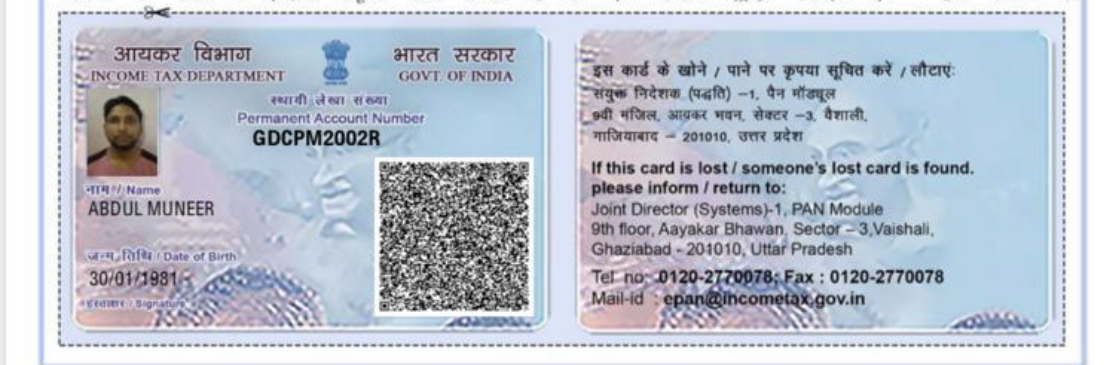 आयकर विभाग
INCOME TAX DEPARTMENT
भारत सरकार
GOVT. OF INDIA
स्थायी लेखा संख्या
Permanent Account Number
GDCPM2002R
नाम / Name
ABDUL MUNEER
जन्म तिथि / Date of Birth
30/01/1981
हस्ताक्षर / Signature
इस कार्ड के खोने / पाने पर कृपया सूचित करें / लौटाएं:
संयुक्त निदेशक (पद्धति) –1, पैन मॉड्यूल
9वी मंजिल, आयकर भवन, सेक्टर –3, वैशाली,
गाजियाबाद – 201010, उत्तर प्रदेश
If this card is lost / someone's lost card is found.
please inform / return to:
Joint Director (Systems)-1, PAN Module
9th floor, Aayakar Bhawan, Sector – 3,Vaishali,
Ghaziabad - 201010, Uttar Pradesh
Tel no: 0120-2770078; Fax : 0120-2770078
Mail-id : epan@incometax.gov.in